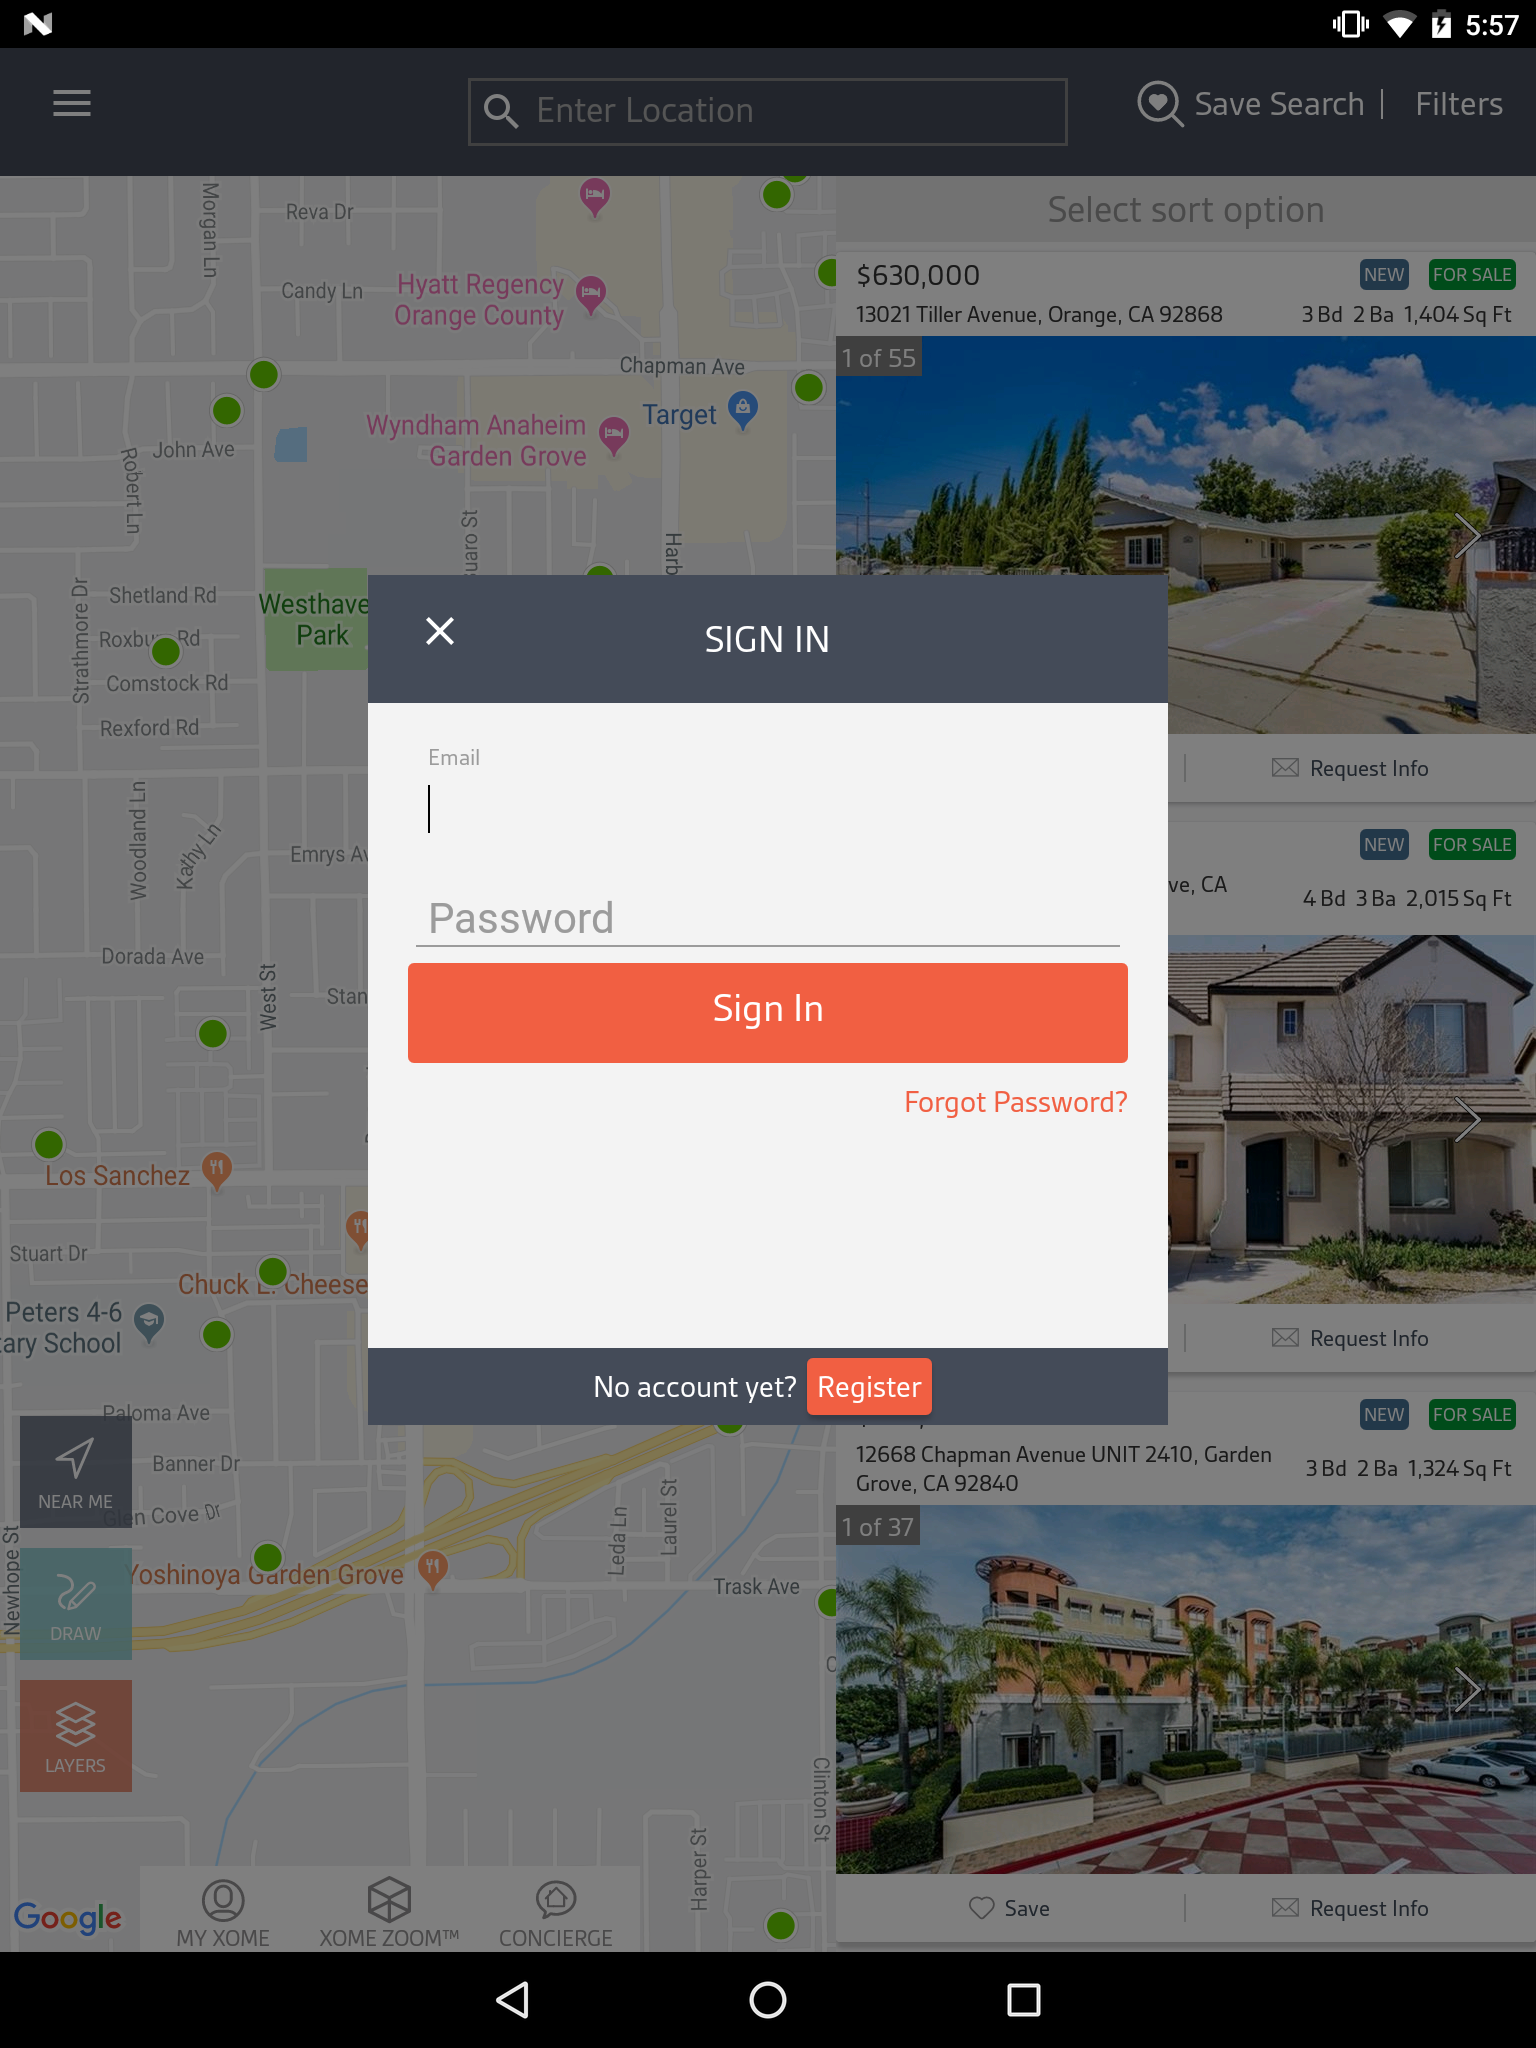 5:57
Enter Location
Save Search
Filters
Select sort option
$630,000
NEW
FOR SALE
13021 Tiller Avenue, Orange, CA 92868
3 Bd 2 Ba 1,404 Sq Ft
1 of 55
Request Info
NEW
FOR SALE
ve, CA
4 Bd 3 Ba 2,015 Sq Ft
Request Info
NEW
FOR SALE
12668 Chapman Avenue UNIT 2410, Garden
Grove, CA 92840
3 Bd 2 Ba 1,324 Sq Ft
1 of 37
Save
Request Info
SIGN IN
Email
Password
Sign In
Forgot Password?
No account yet?
Register
Morgan Ln
Reva Dr
Candy Ln
Hyatt Regency
Orange County
Chapman Ave
Wyndham Anaheim
Garden Grove
Target
John Ave
Robert Ln
uaro St
Harb
Strathmore Dr
Shetland Rd
Westhave
Park
Roxbu Rd
Comstock Rd
Rexford Rd
Woodland Ln
Kathy Ln
Emrys Av
Dorada Ave
West St
Stan
Los Sanchez
Stuart Dr
Chuck E. Cheese
Peters 4-6
tary School
Paloma Ave
Banner Dr
Glen Cove Dr
Newhope St
Yoshinoya Garden Grove
Leda Ln
Laurel St
Trask Ave
Clinton St
Harper St
NEAR ME
DRAW
LAYERS
Google
MY XOME
XOME ZOOM™
CONCIERGE